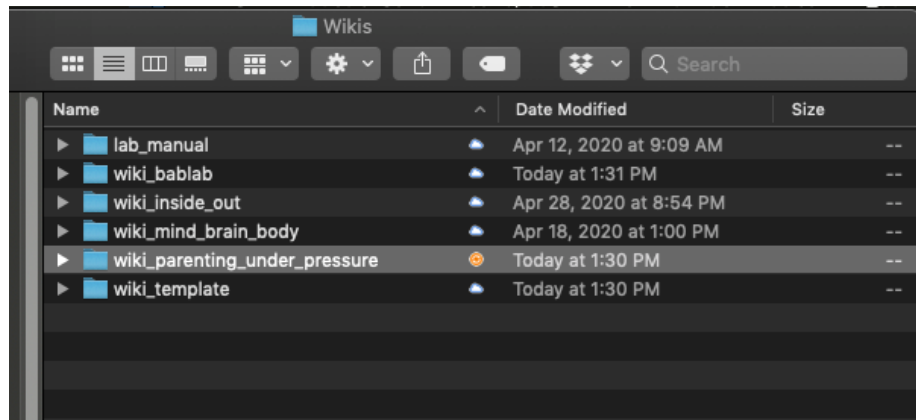 Wikis
Search
Name Date Modified Size
lab_manual Apr 12, 2020 at 9:09 AM --
wiki_bablab Today at 1:31 PM --
wiki_inside_out Apr 28, 2020 at 8:54 PM --
wiki_mind_brain_body Apr 18, 2020 at 1:00 PM --
wiki_parenting_under_pressure Today at 1:30 PM --
wiki_template Today at 1:30 PM --